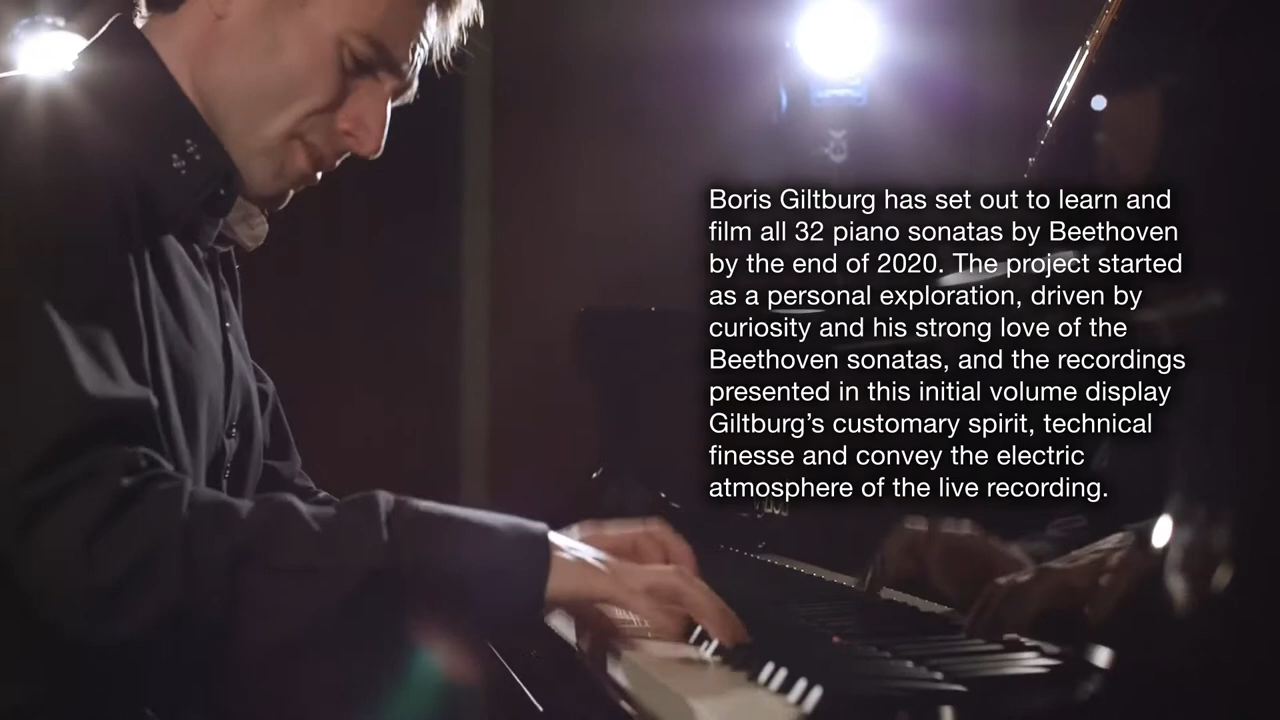 Boris Giltburg has set out to learn and
film all 32 piano sonatas by Beethoven
by the end of 2020. The project started
as a personal exploration, driven by
curiosity and his strong love of the
Beethoven sonatas, and the recordings
presented in this initial volume display
Giltburg’s customary spirit, technical
finesse and convey the electric
atmosphere of the live recording.